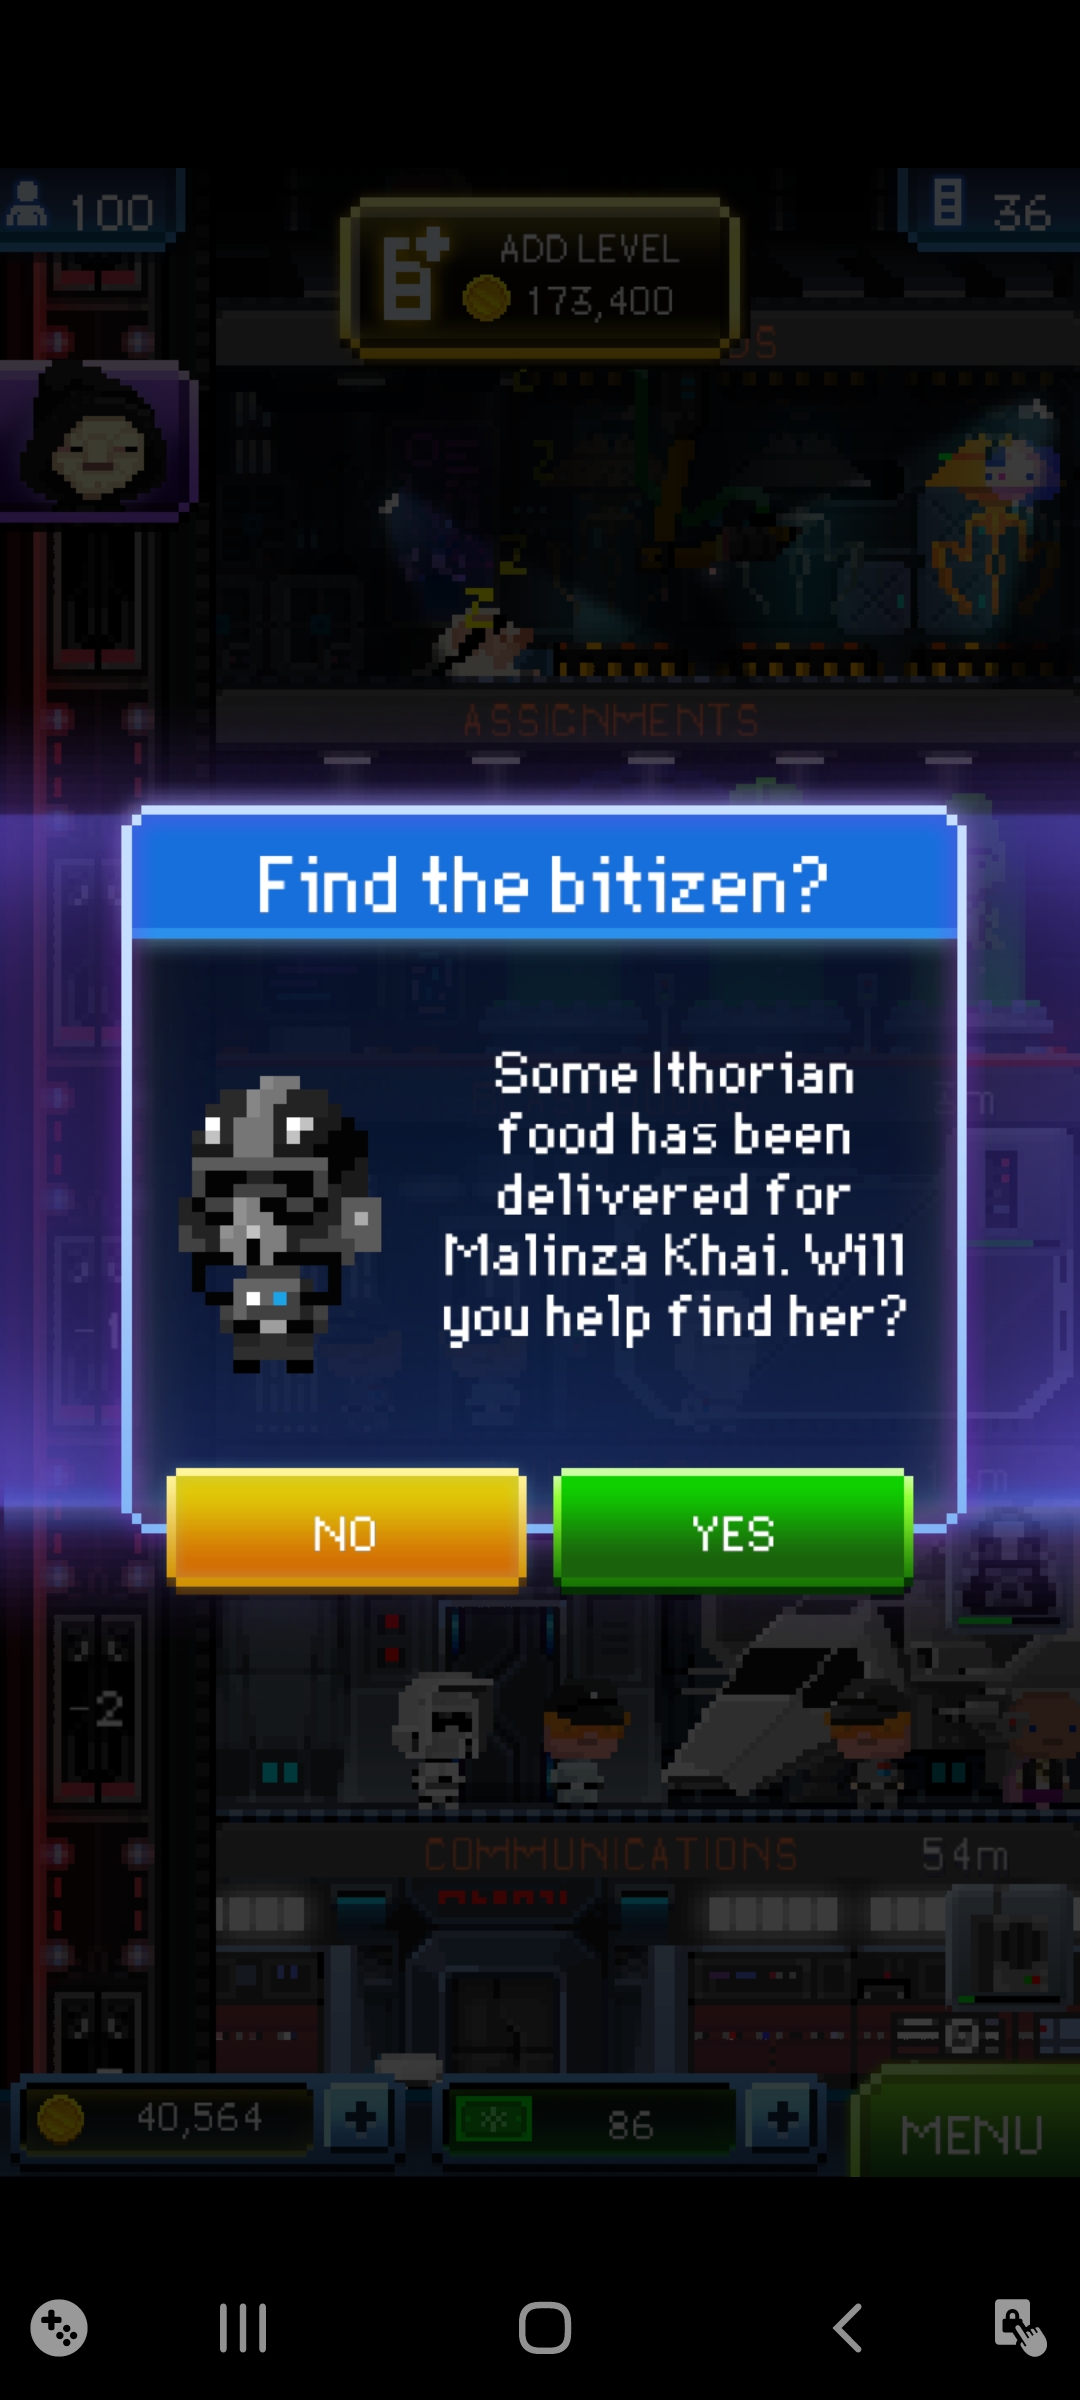 100
36
ADD LEVEL
173,400
ASSIGNMENTS
Find the bitizen?
Some Ithorian
food has been
delivered for
Malinza Khai. Will
you help find her?
NO
YES
-2
COMMUNICATIONS
54m
40,564
86
MENU